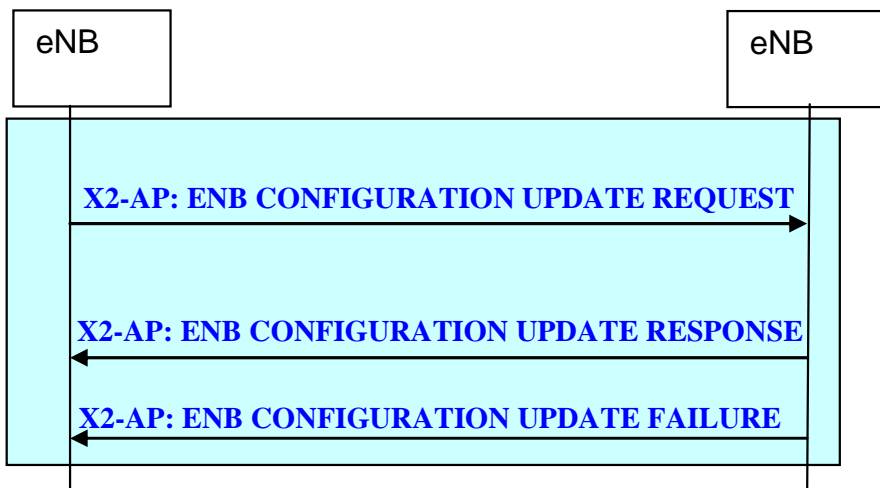 eNB
eNB
X2-AP: ENB CONFIGURATION UPDATE REQUEST
X2-AP: ENB CONFIGURATION UPDATE RESPONSE
X2-AP: ENB CONFIGURATION UPDATE FAILURE